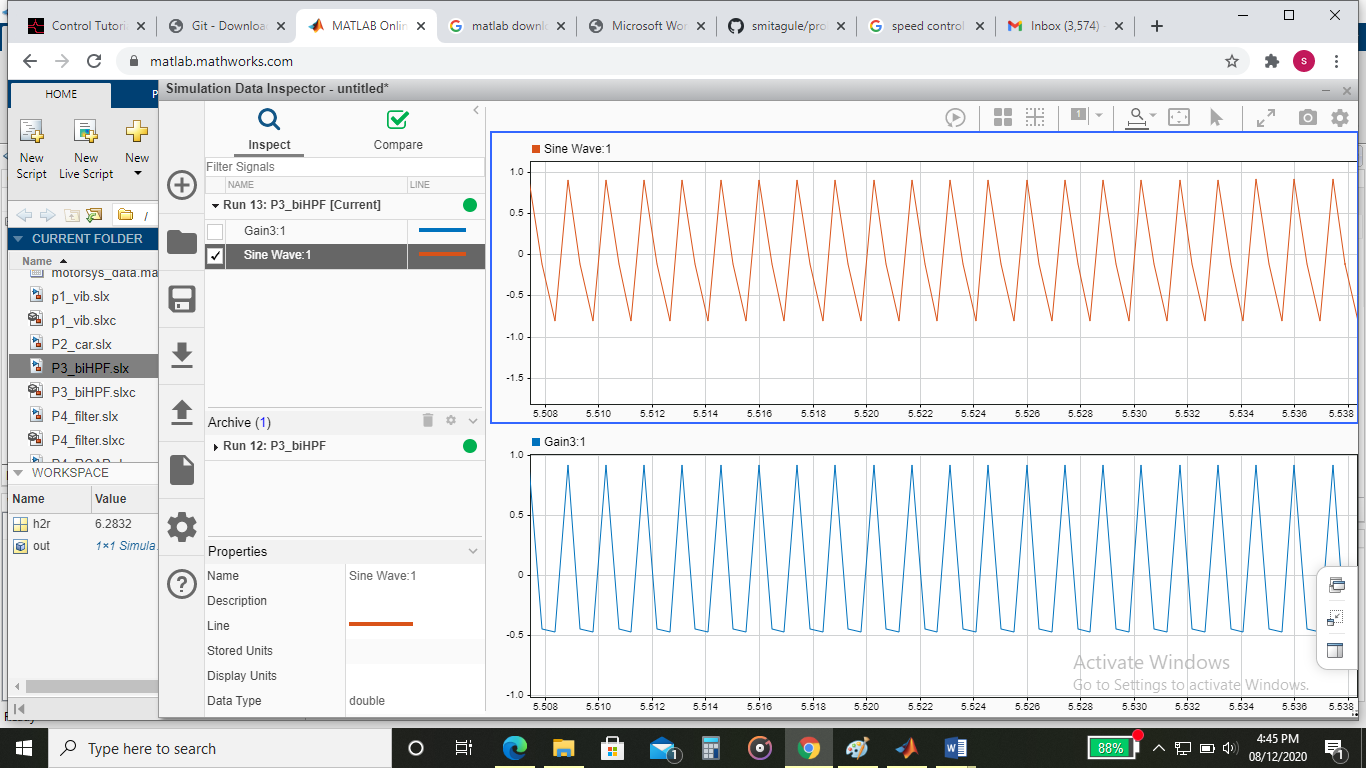 Control Tutoria
Git - Download
MATLAB Online
matlab downl
Microsoft Wor
smitagule/pro
speed control
Inbox (3,574) -
matlab.mathworks.com
HOME
P
New Script
New Live Script
New
/
CURRENT FOLDER
Name
motorsys_data.ma
p1_vib.slx
p1_vib.slxc
P2_car.slx
P3_biHPF.slx
P3_biHPF.slxc
P4_filter.slx
P4_filter.slxc
WORKSPACE
Name Value
h2r 6.2832
out 1×1 Simula
Simulation Data Inspector - untitled*
Inspect Compare
Filter Signals
NAME LINE
Run 13: P3_biHPF [Current]
Gain3:1
Sine Wave:1
Archive (1)
Run 12: P3_biHPF
Properties
Name Sine Wave:1
Description
Line
Stored Units
Display Units
Data Type double
1
s
Sine Wave:1
1.0
0.5
0
-0.5
-1.0
-1.5
5.508 5.510 5.512 5.514 5.516 5.518 5.520 5.522 5.524 5.526 5.528 5.530 5.532 5.534 5.536 5.538
Gain3:1
1.0
0.5
0
-0.5
-1.0
5.508 5.510 5.512 5.514 5.516 5.518 5.520 5.522 5.524 5.526 5.528 5.530 5.532 5.534 5.536 5.538
Activate Windows
Go to Settings to activate Windows.
Type here to search
1
88%
4:45 PM
08/12/2020
1